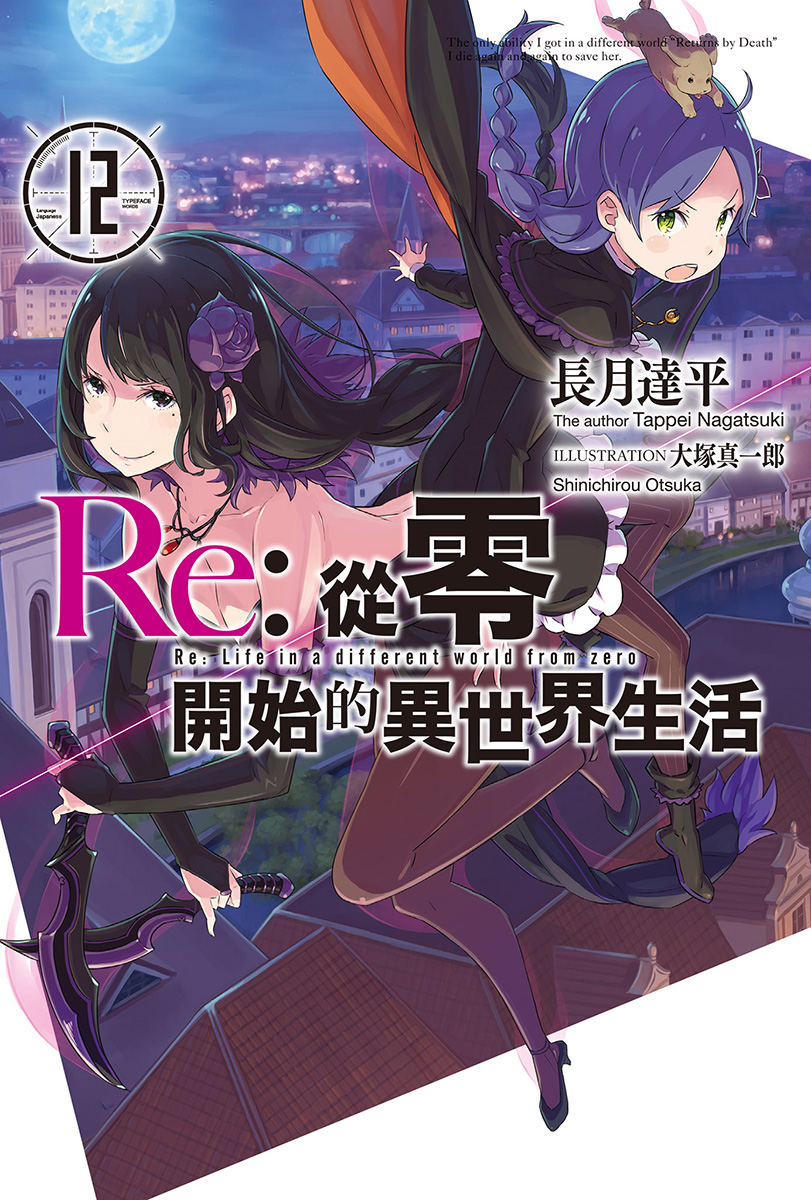 The only ability I got in a different world "Returns by Death"
I die again and again to save her.
12
Language
Japanese
TYPEFACE
WORDS
長月達平
The author Tappei Nagatsuki
ILLUSTRATION 大塚真一郎
Shinichirou Otsuka
Re:從零
Re: Life in a different world from zero
開始的異世界生活